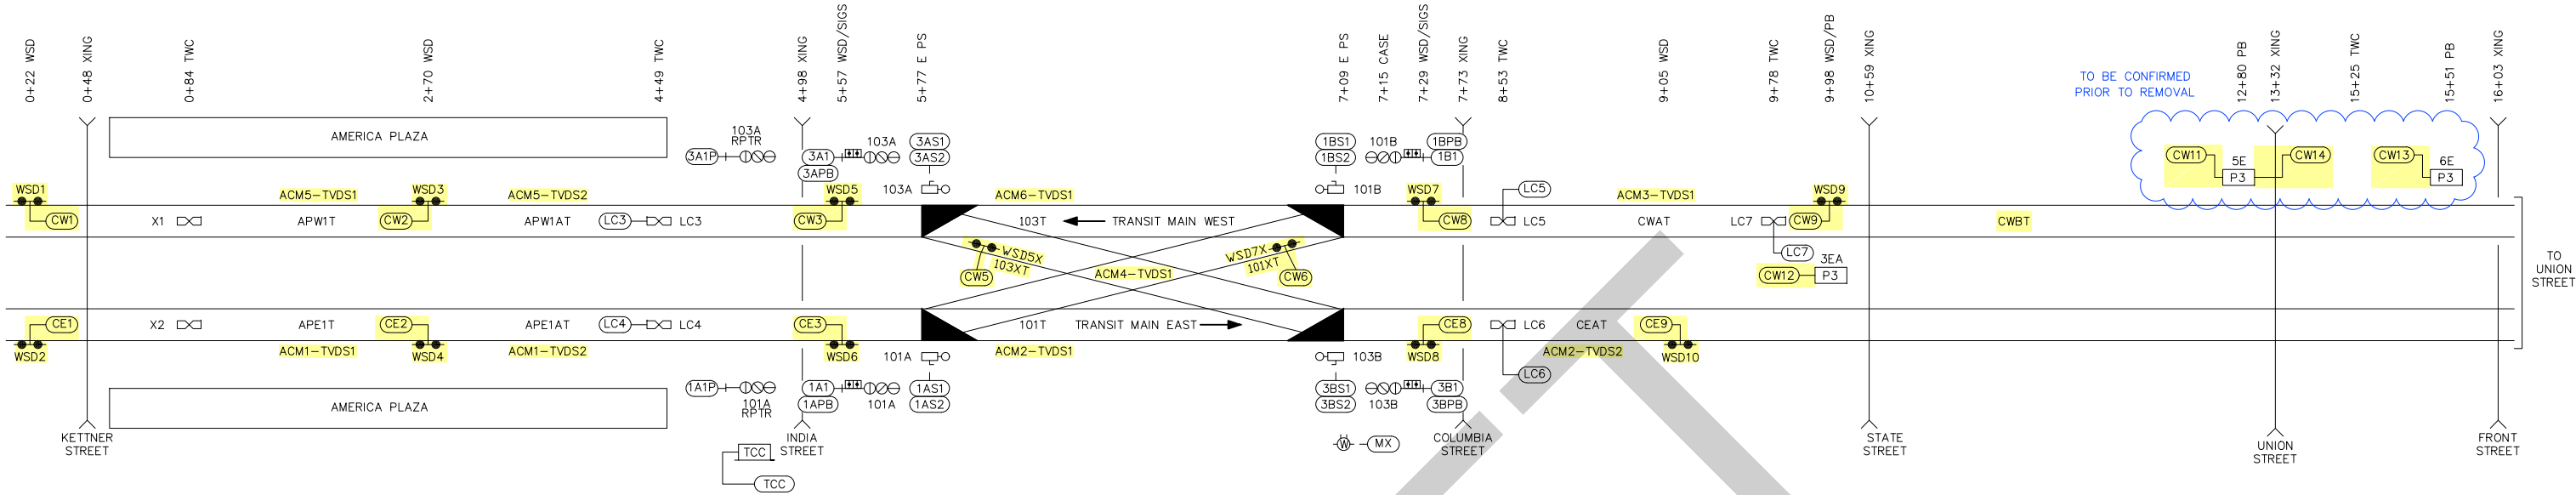 0+22 WSD
0+48 XING
0+84 TWC
2+70 WSD
4+49 TWC
4+98 XING
5+57 WSD/SIGS
5+77 E PS
7+09 E PS
7+15 CASE
7+29 WSD/SIGS
7+73 XING
8+53 TWC
9+05 WSD
9+78 TWC
9+98 WSD/PB
10+59 XING
TO BE CONFIRMED
PRIOR TO REMOVAL
12+80 PB
13+32 XING
15+25 TWC
15+51 PB
16+03 XING
AMERICA PLAZA
103A
RPTR
3A1P
3A1
3APB
103A
3AS1
3AS2
1BS1
1BS2
101B
1BPB
1B1
CW11
5E
P3
CW14
CW13
6E
P3
WSD1
ACM5-TVDS1
WSD3
ACM5-TVDS2
WSD5
103A
ACM6-TVDS1
101B
WSD7
LC5
ACM3-TVDS1
WSD9
CW1
X1
APW1T
CW2
APW1AT
LC3
LC3
CW3
103T
TRANSIT MAIN WEST
CW8
LC5
CWAT
LC7
CW9
CWBT
WSD5X
103XT
CW5
ACM4-TVDS1
WSD7X
101XT
CW6
LC7
3EA
CW12
P3
TO
UNION
STREET
CE1
X2
APE1T
CE2
APE1AT
LC4
LC4
CE3
101T
TRANSIT MAIN EAST
CE8
LC6
CEAT
CE9
WSD2
ACM1-TVDS1
WSD4
ACM1-TVDS2
WSD6
101A
ACM2-TVDS1
103B
WSD8
ACM2-TVDS2
WSD10
LC6
AMERICA PLAZA
1A1P
101A
RPTR
1A1
1APB
101A
1AS1
1AS2
3BS1
3BS2
103B
3B1
3BPB
KETTNER
STREET
INDIA
STREET
TCC
TCC
W
MX
COLUMBIA
STREET
STATE
STREET
UNION
STREET
FRONT
STREET